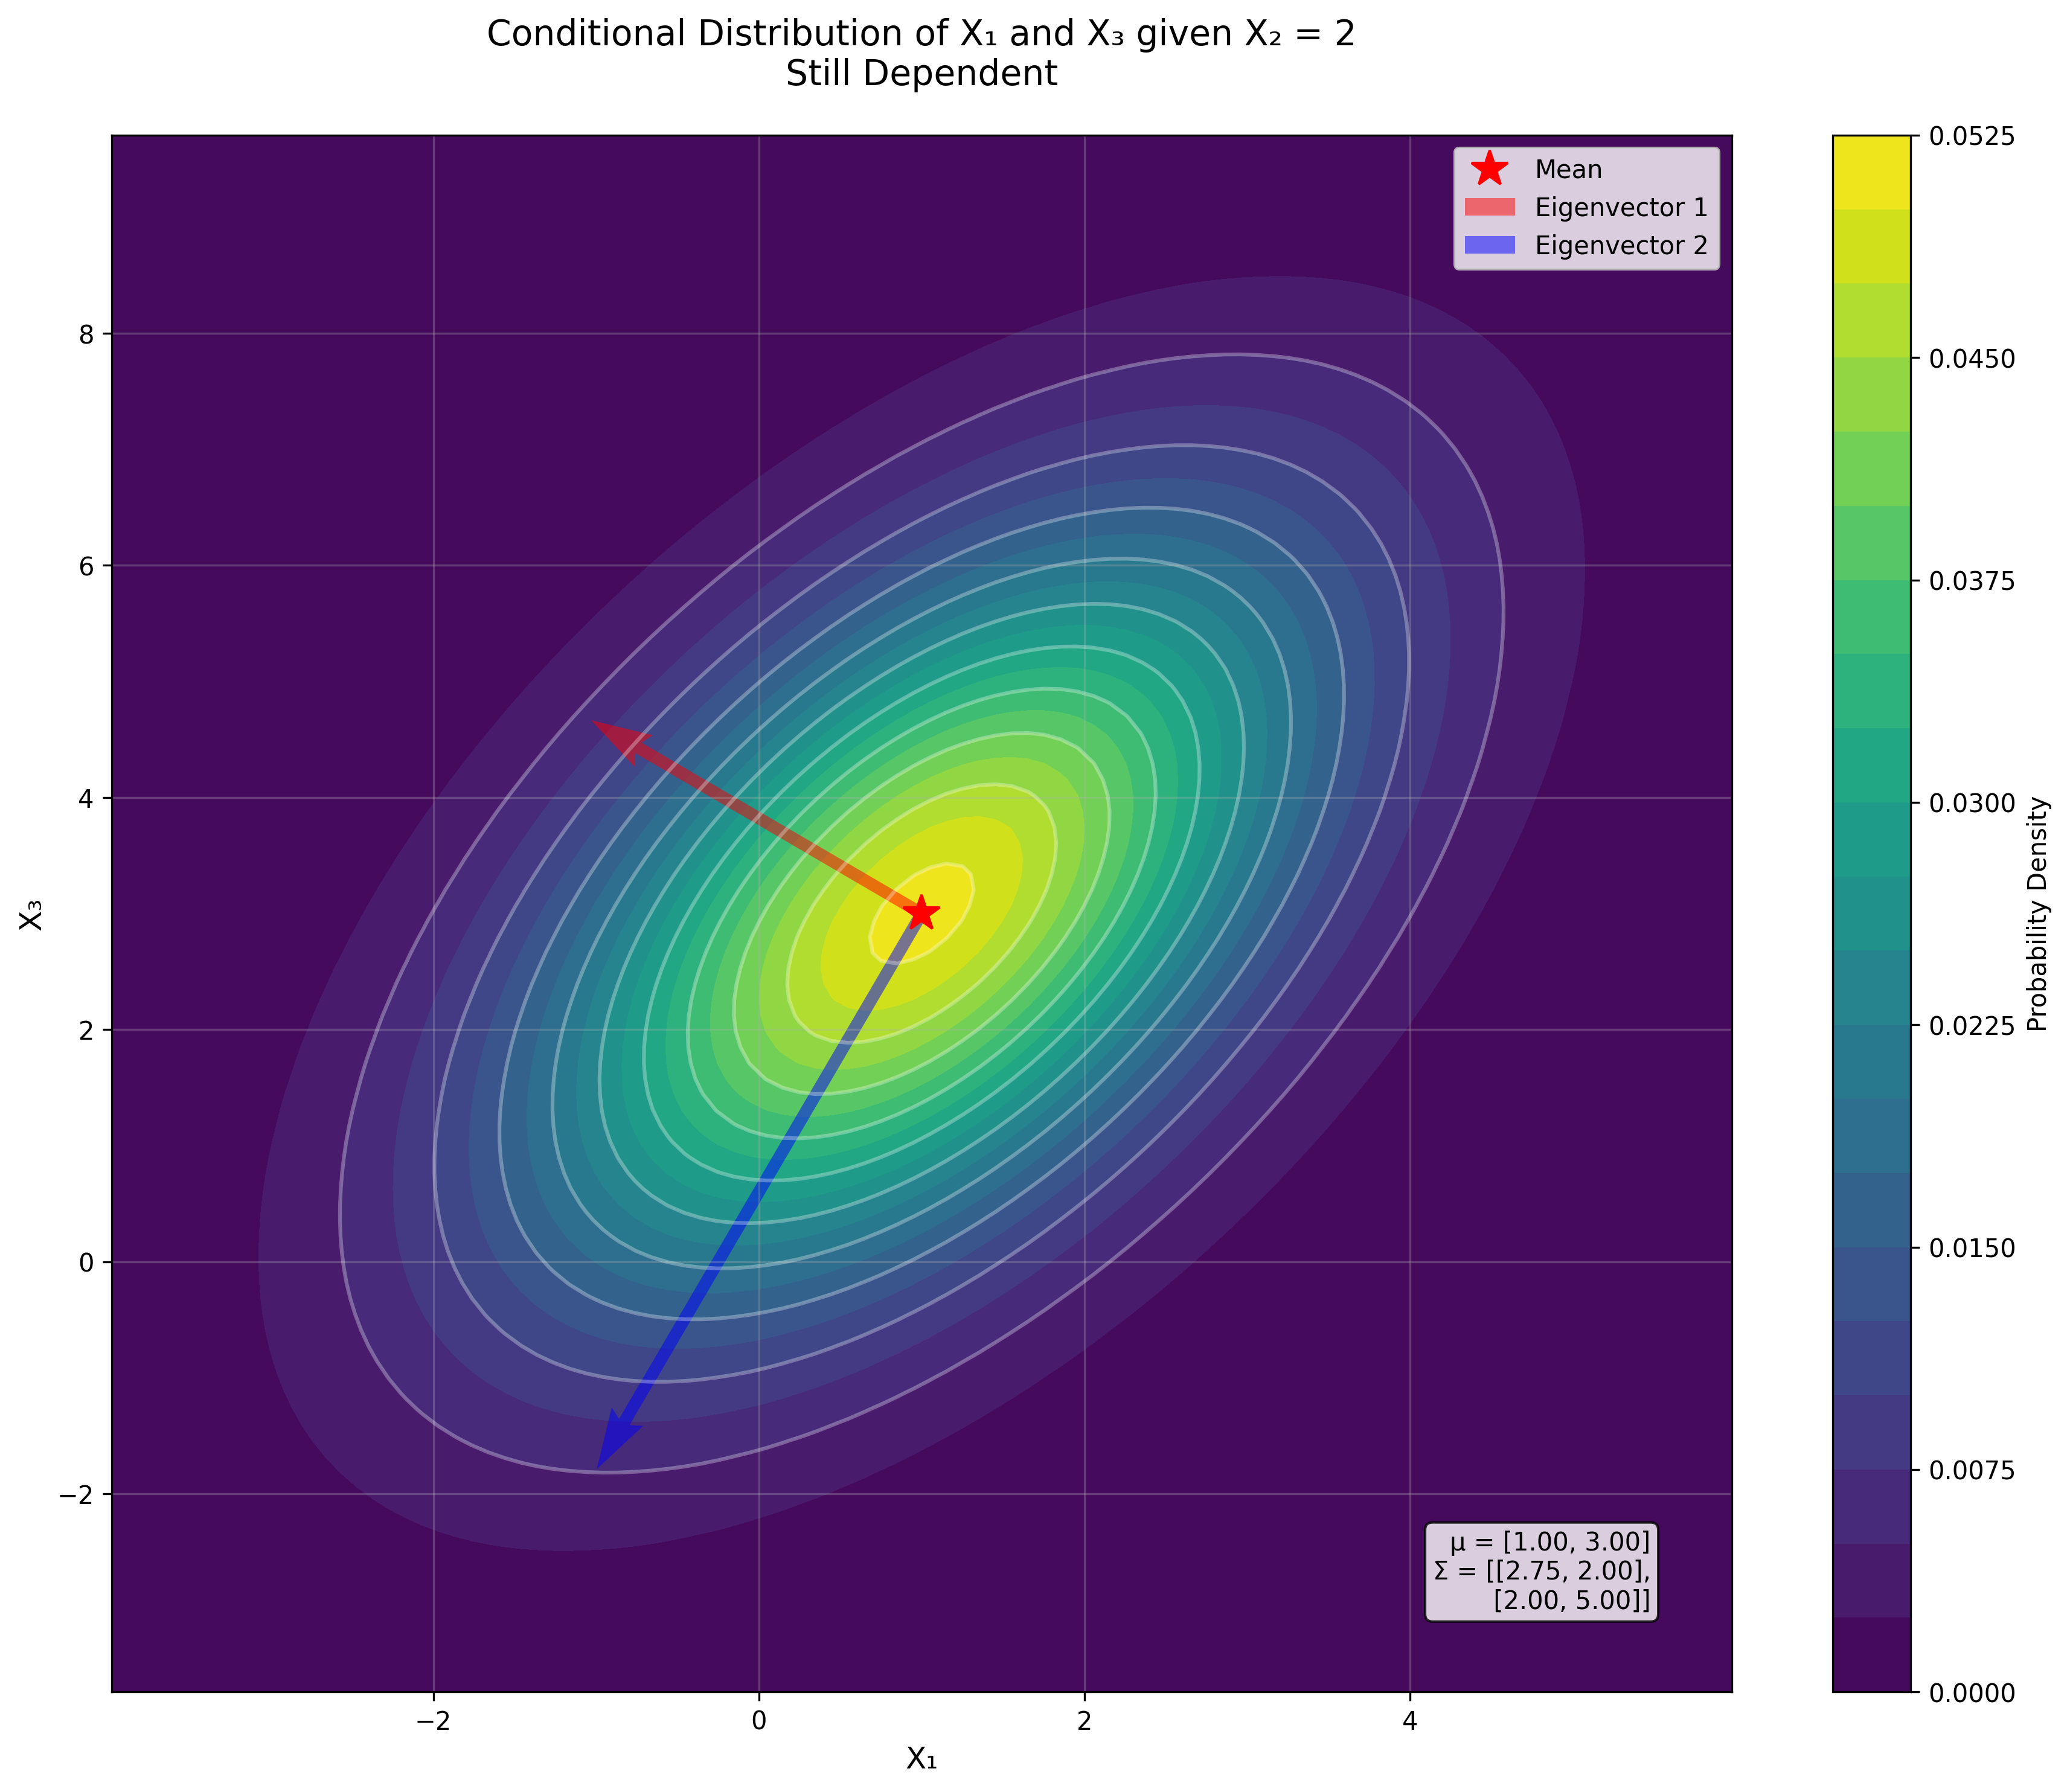 Conditional Distribution of X₁ and X₃ given X₂ = 2
Still Dependent
Mean
Eigenvector 1
Eigenvector 2
8
6
4
2
0
−2
X₃
−2
0
2
4
X₁
μ = [1.00, 3.00]
Σ = [[2.75, 2.00],
[2.00, 5.00]]
0.0525
0.0450
0.0375
0.0300
0.0225
0.0150
0.0075
0.0000
Probability Density